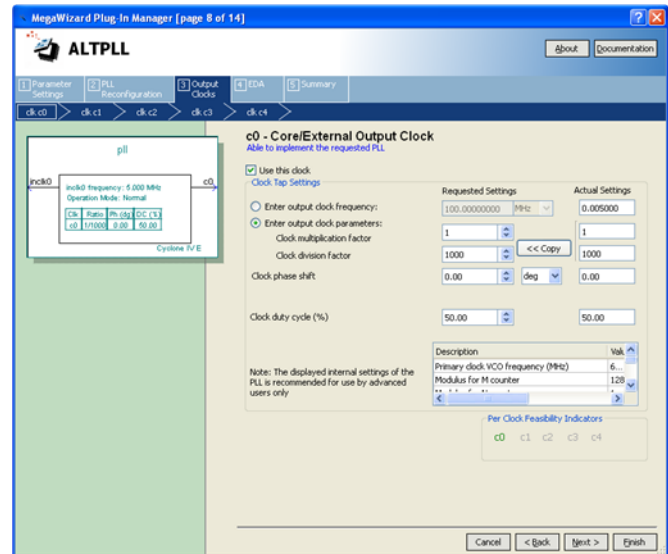 MegaWizard Plug-In Manager [page 8 of 14]
ALTPLL
About
Documentation
1 Parameter Settings
2 PLL Reconfiguration
3 Output Clocks
4 EDA
5 Summary
clk c0
clk c1
clk c2
clk c3
clk c4
pll
inclk0
c0
inclk0 frequency: 5.000 MHz
Operation Mode: Normal
Clk Ratio Ph (dg) DC (%)
c0 1/1000 0.00 50.00
Cyclone IV E
c0 - Core/External Output Clock
Able to implement the requested PLL
Use this clock
Clock Tap Settings
Requested Settings
Actual Settings
Enter output clock frequency:
100.00000000
MHz
0.005000
Enter output clock parameters:
Clock multiplication factor
1
1
<< Copy
Clock division factor
1000
1000
Clock phase shift
0.00
deg
0.00
Clock duty cycle (%)
50.00
50.00
Note: The displayed internal settings of the
PLL is recommended for use by advanced
users only
Description
Primary clock VCO frequency (MHz) 6...
Modulus for M counter 128
Per Clock Feasibility Indicators
c0 c1 c2 c3 c4
Cancel
< Back
Next >
Finish